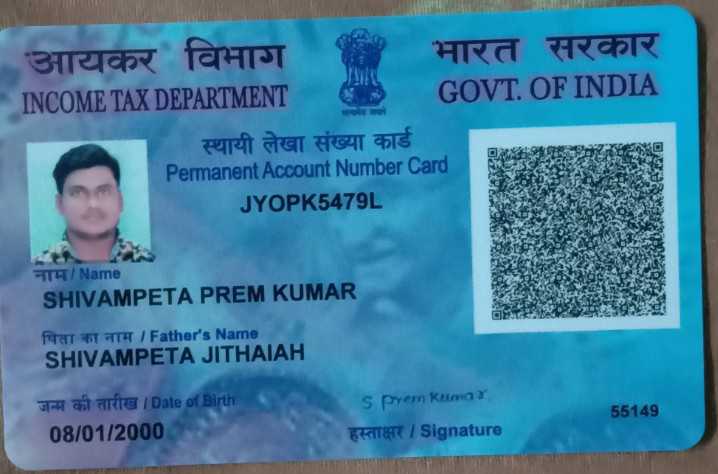 आयकर विभाग
INCOME TAX DEPARTMENT
भारत सरकार
GOVT. OF INDIA
सत्यमेव जयते
स्थायी लेखा संख्या कार्ड
Permanent Account Number Card
JYOPK5479L
नाम / Name
SHIVAMPETA PREM KUMAR
पिता का नाम / Father's Name
SHIVAMPETA JITHAIAH
जन्म की तारीख / Date of Birth
08/01/2000
S Prem Kumar
हस्ताक्षर / Signature
55149